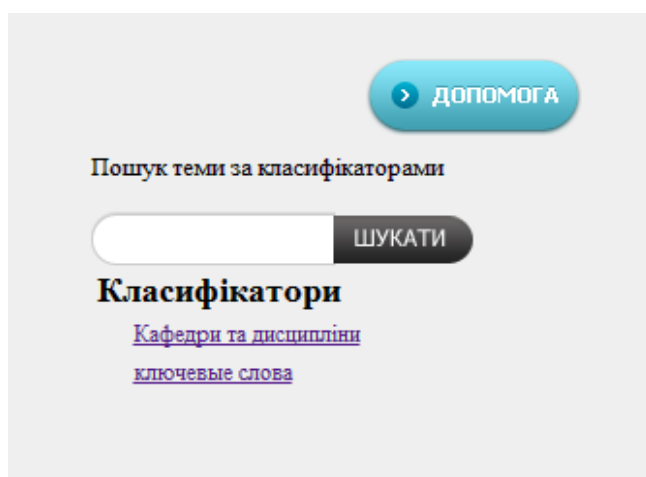 ДОПОМОГА
Пошук теми за класифікаторами
ШУКАТИ
Класифікатори
Кафедри та дисципліни
ключевые слова